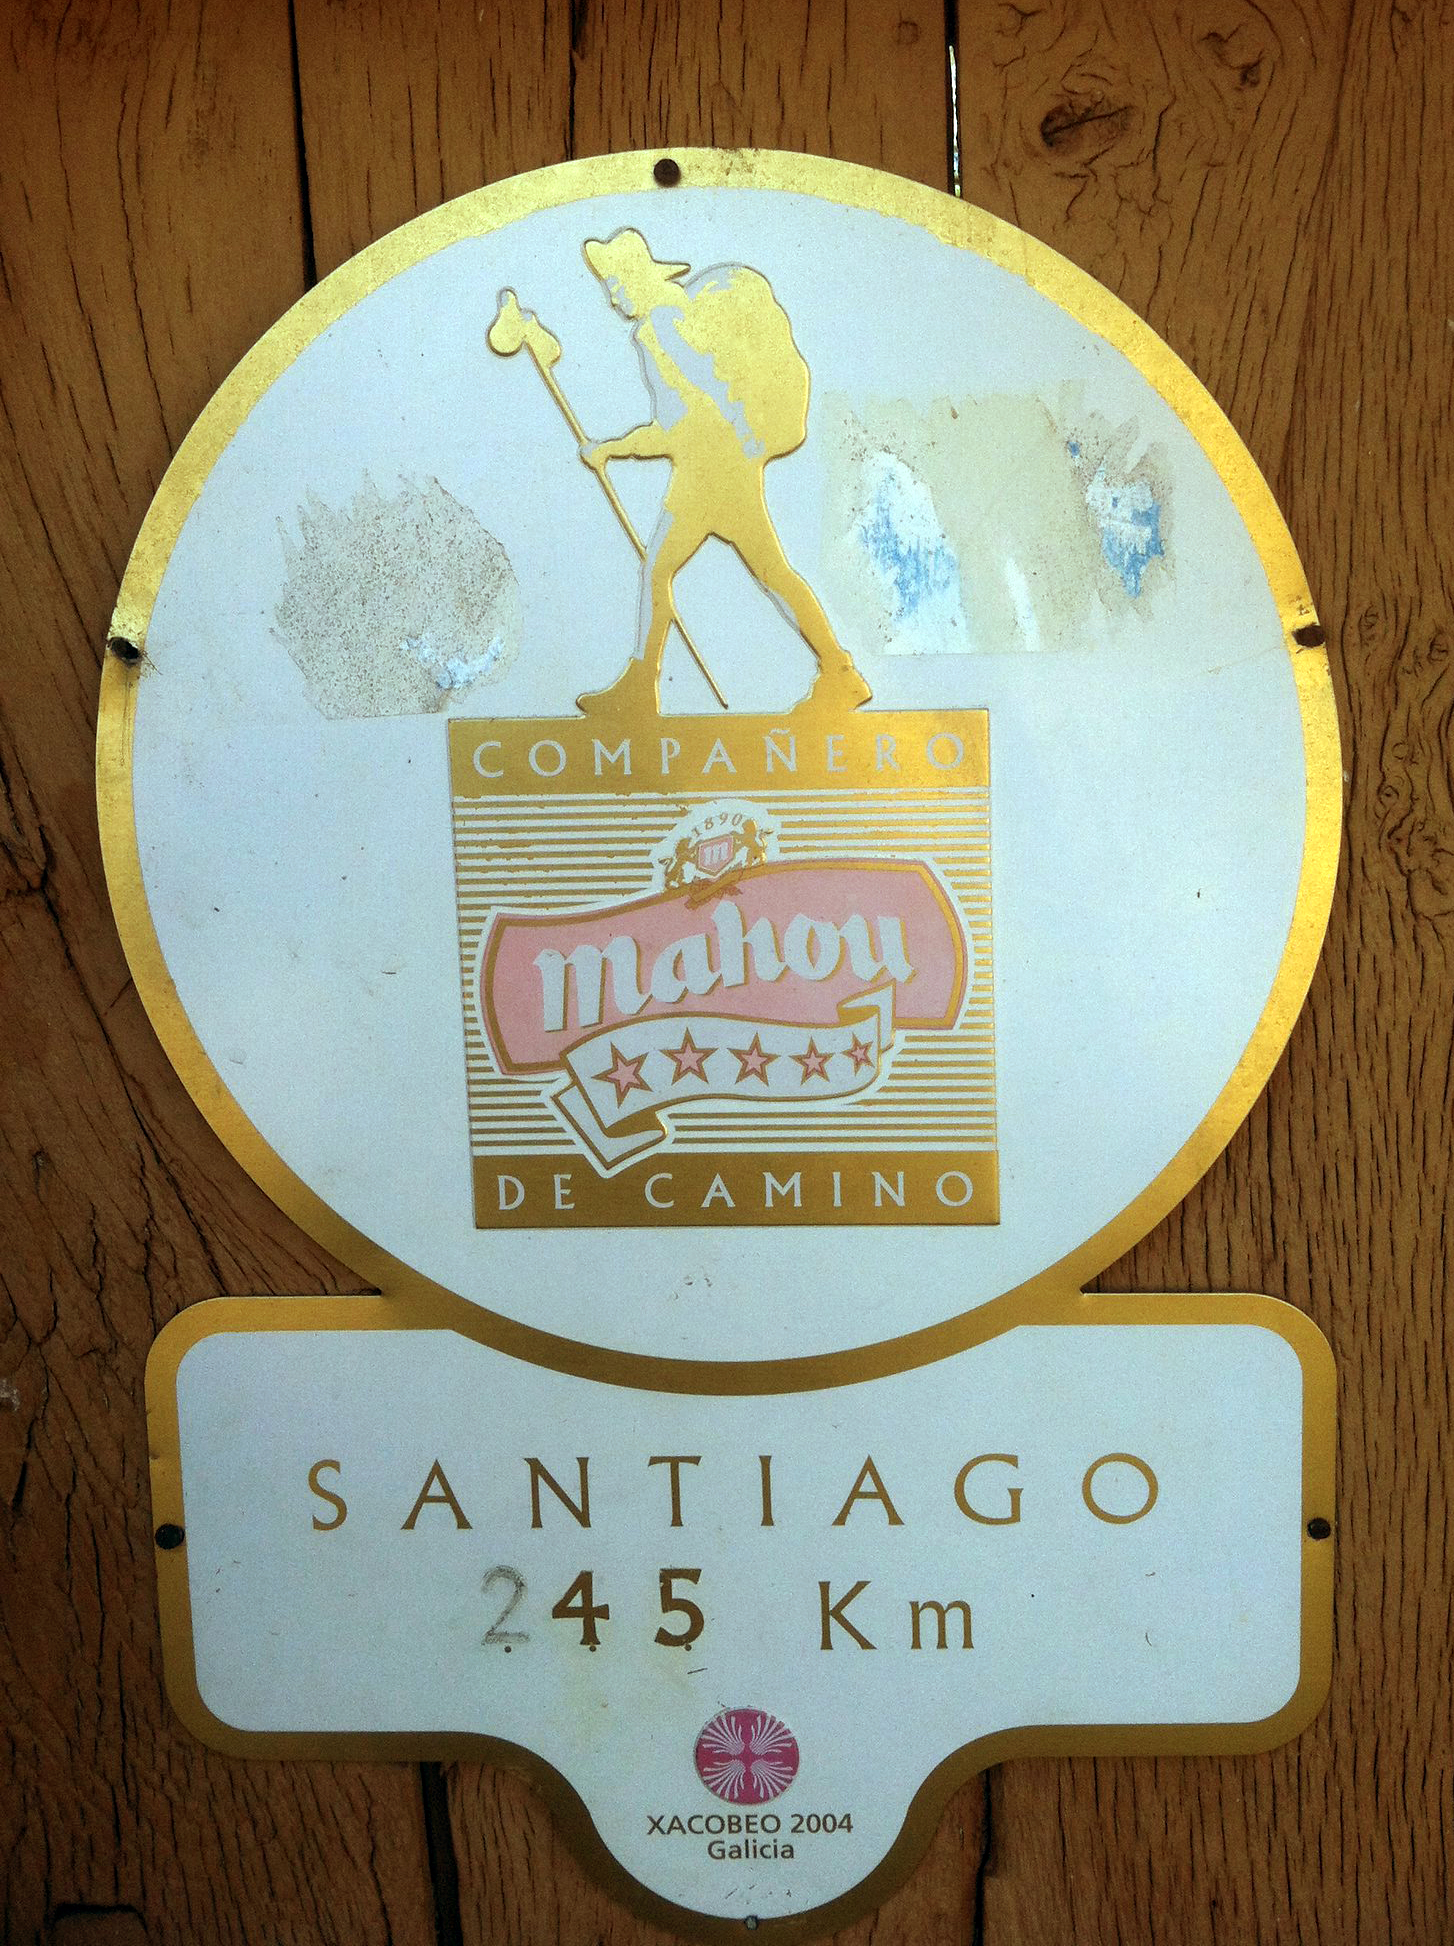 COMPAÑERO
1890
m
mahou
DE CAMINO
SANTIAGO
245 Km
XACOBEO 2004
Galicia